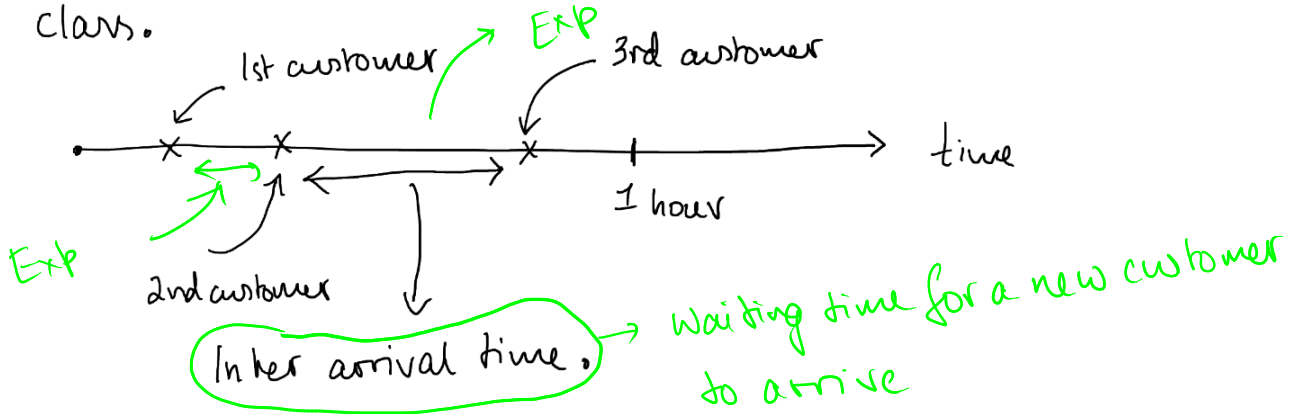 class.
Exp
1st customer
3rd customer
time
1 hour
Exp
2nd customer
Inter arrival time.
waiting time for a new customer
to arrive